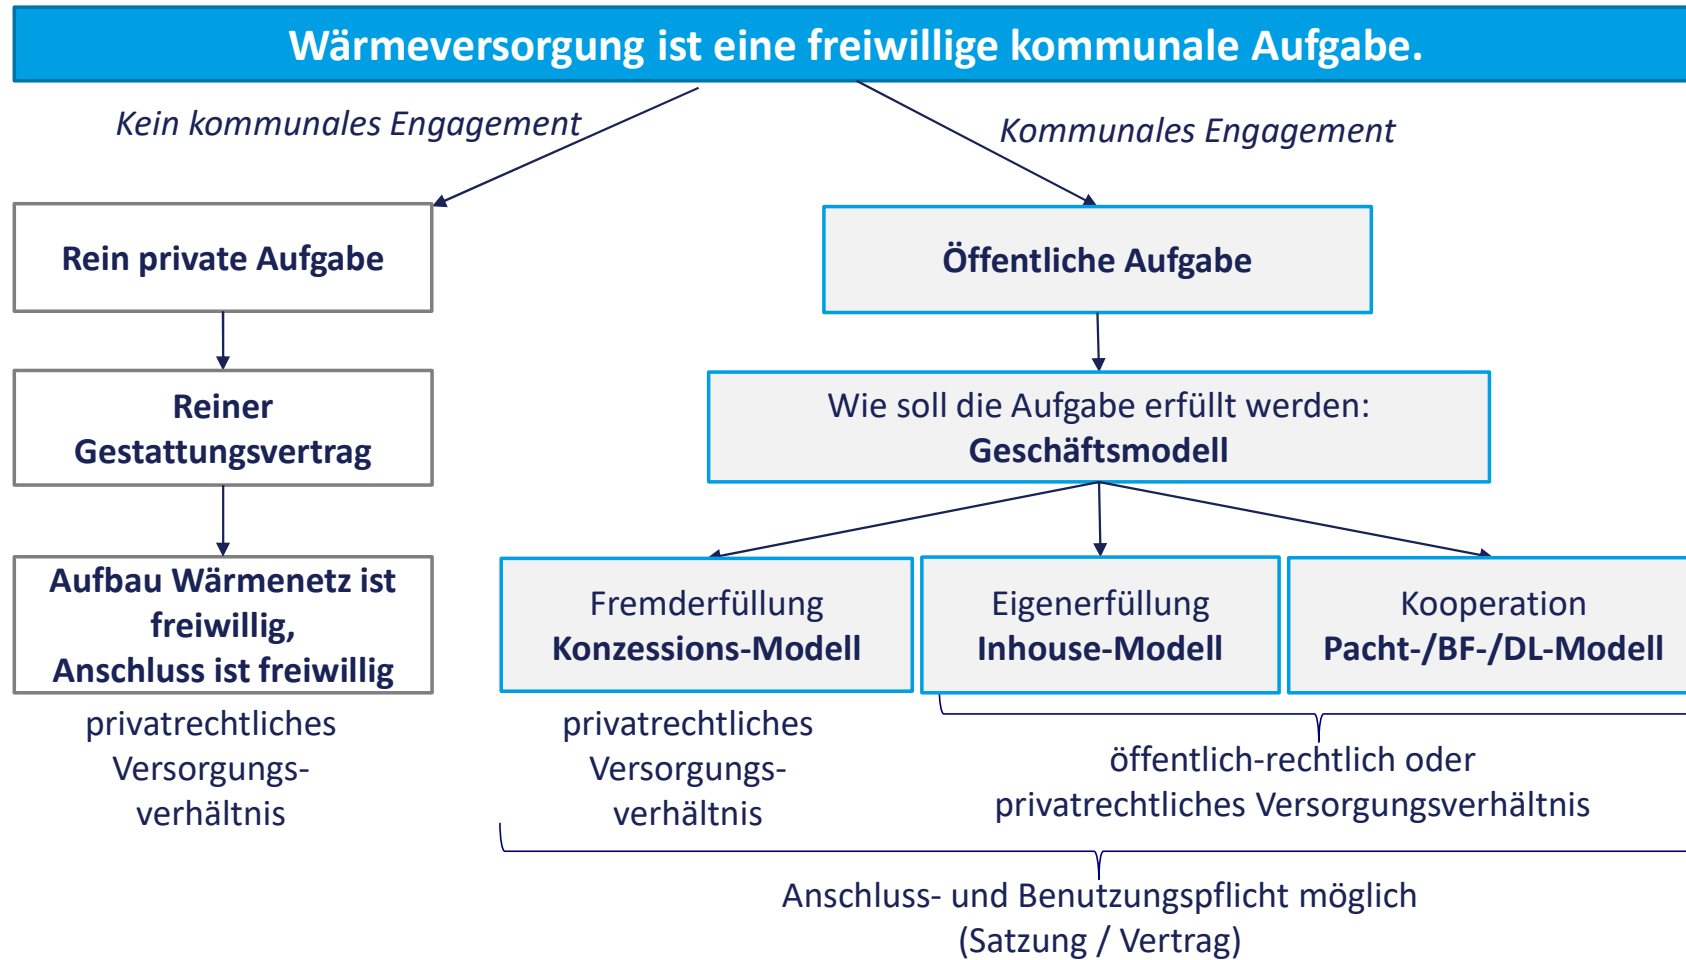 Wärmeversorgung ist eine freiwillige kommunale Aufgabe.
Kein kommunales Engagement
Kommunales Engagement
Rein private Aufgabe
Öffentliche Aufgabe
Reiner
Gestattungsvertrag
Wie soll die Aufgabe erfüllt werden:
Geschäftsmodell
Aufbau Wärmenetz ist
freiwillig,
Anschluss ist freiwillig
Fremderfüllung
Konzessions-Modell
Eigenerfüllung
Inhouse-Modell
Kooperation
Pacht-/BF-/DL-Modell
privatrechtliches
Versorgungs-
verhältnis
privatrechtliches
Versorgungs-
verhältnis
öffentlich-rechtlich oder
privatrechtliches Versorgungsverhältnis
Anschluss- und Benutzungspflicht möglich
(Satzung / Vertrag)